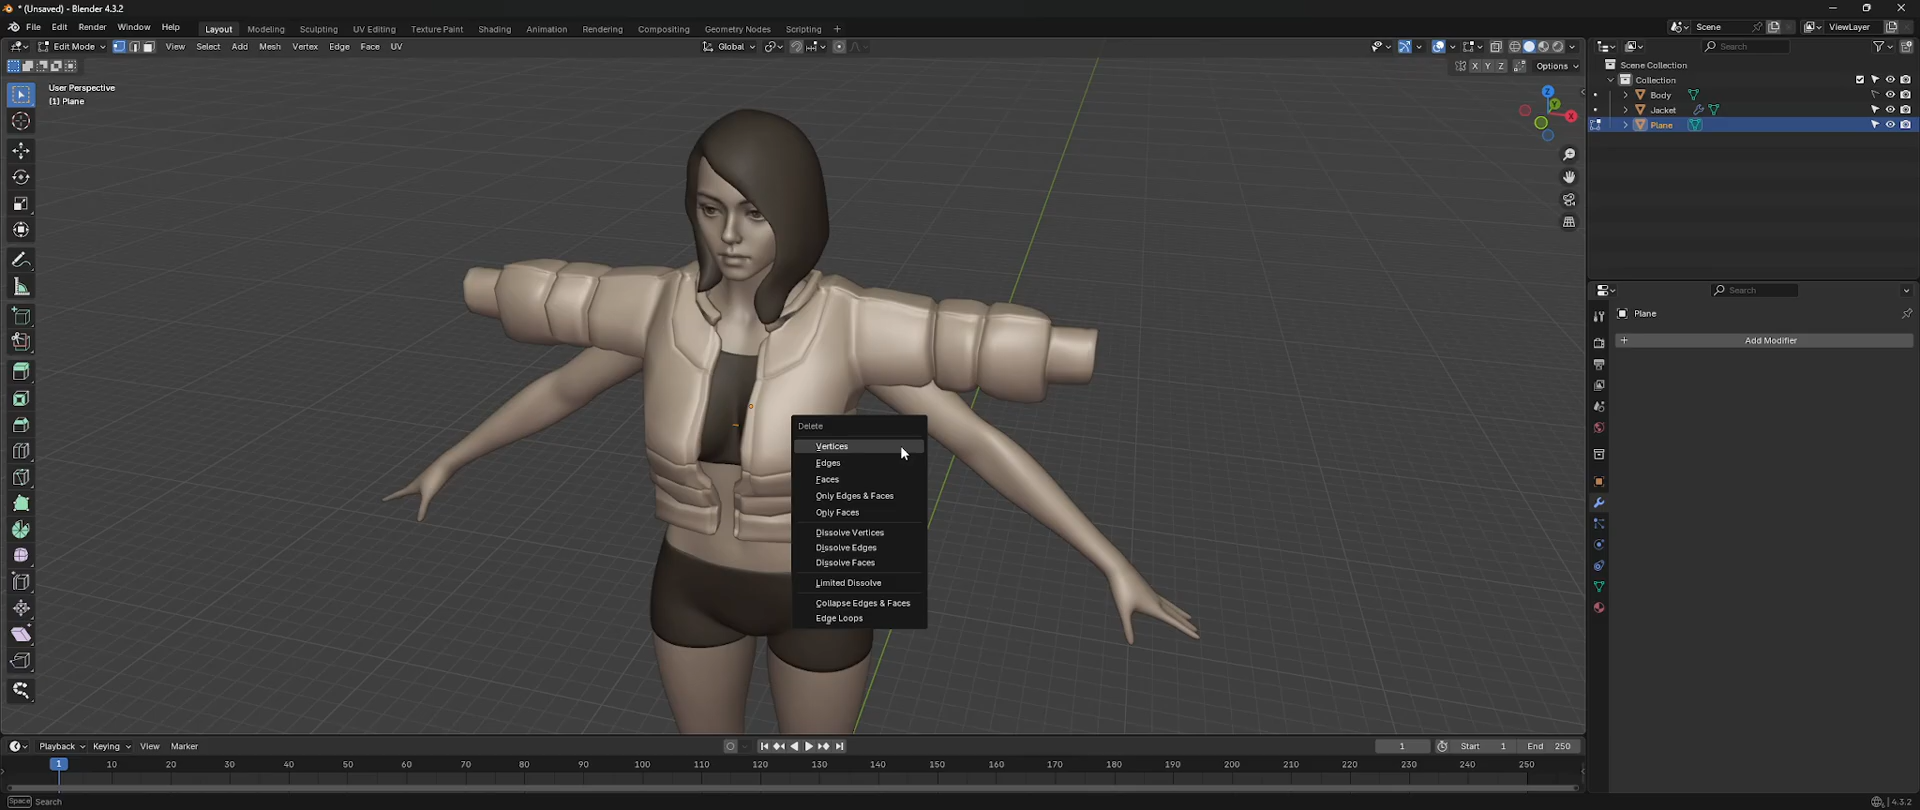 * (Unsaved) - Blender 4.3.2
File Edit Render Window Help Layout Modeling Sculpting UV Editing Texture Paint Shading Animation Rendering Compositing Geometry Nodes Scripting + Scene ViewLayer
Edit Mode View Select Add Mesh Vertex Edge Face UV Global Search
X Y Z Options
User Perspective
(1) Plane
Scene Collection
Collection
Body
Jacket
Plane
Z
Y
X
Search
Plane
+ Add Modifier
Delete
Vertices
Edges
Faces
Only Edges & Faces
Only Faces
Dissolve Vertices
Dissolve Edges
Dissolve Faces
Limited Dissolve
Collapse Edges & Faces
Edge Loops
Playback Keying View Marker 1 Start 1 End 250
1 10 20 30 40 50 60 70 80 90 100 110 120 130 140 150 160 170 180 190 200 210 220 230 240 250
Space Search 4.3.2